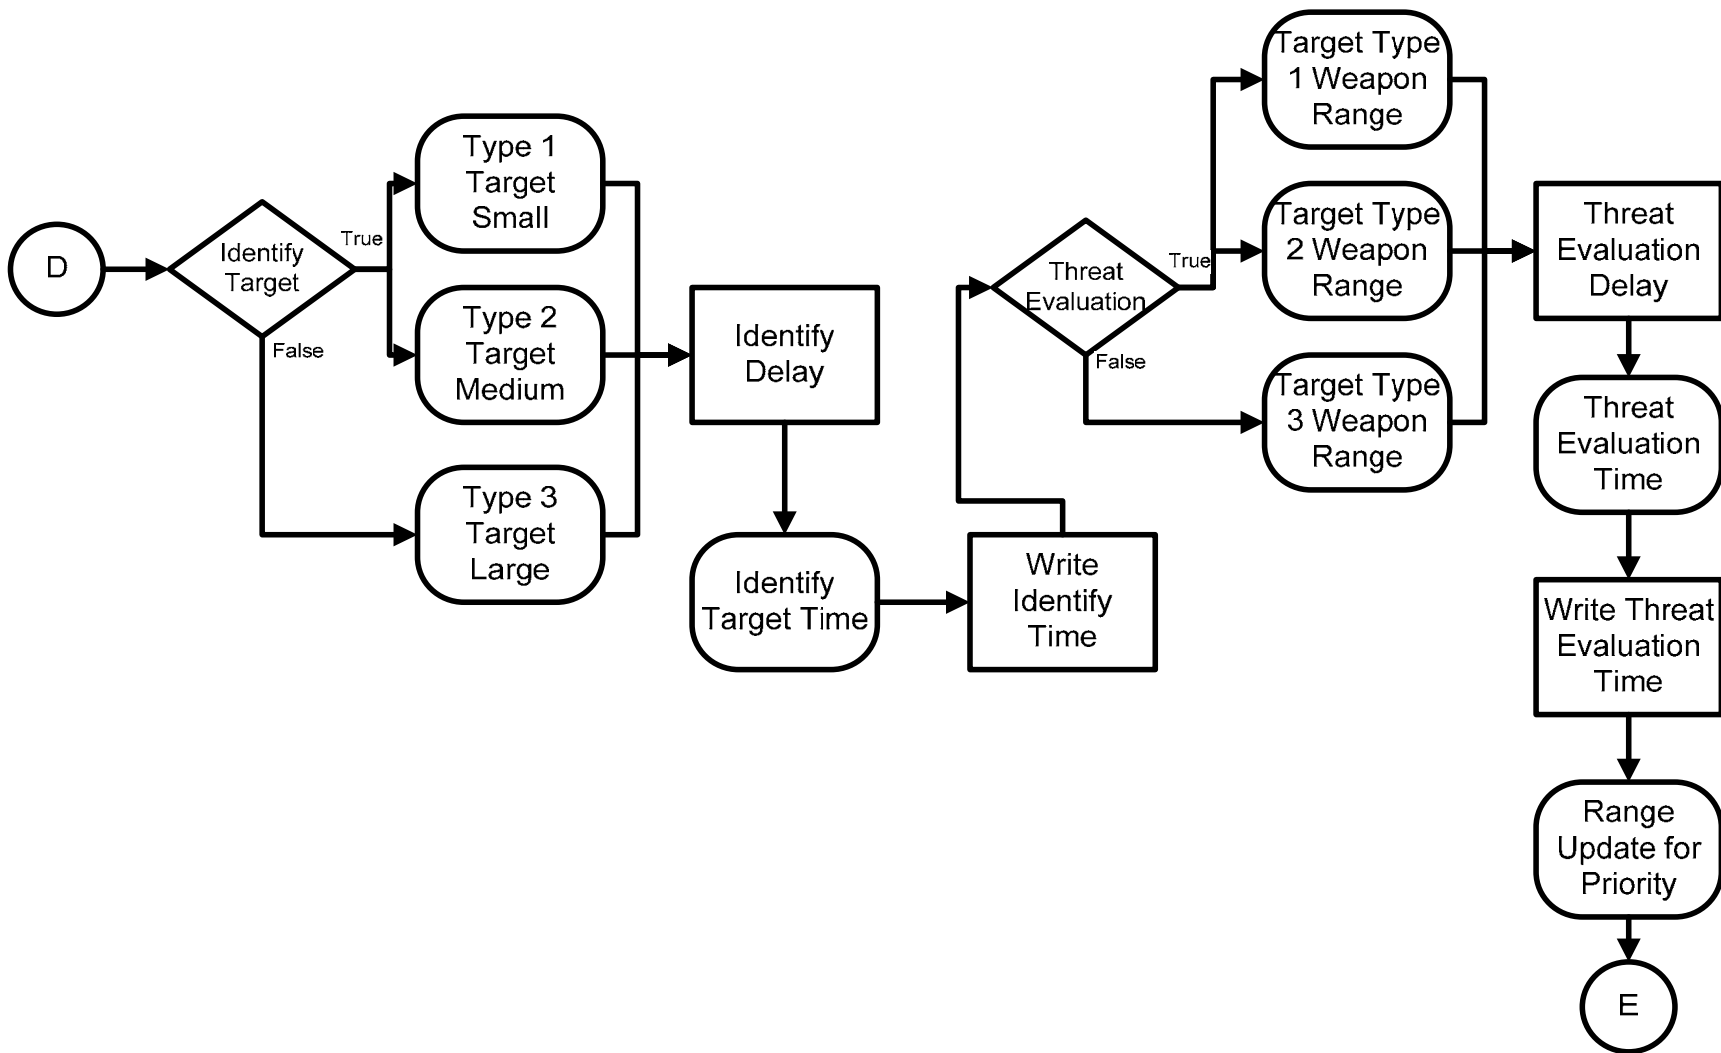 D
Identify
Target
True
False
Type 1
Target
Small
Type 2
Target
Medium
Type 3
Target
Large
Identify
Delay
Identify
Target Time
Write
Identify
Time
Threat
Evaluation
True
False
Target Type
1 Weapon
Range
Target Type
2 Weapon
Range
Target Type
3 Weapon
Range
Threat
Evaluation
Delay
Threat
Evaluation
Time
Write Threat
Evaluation
Time
Range
Update for
Priority
E